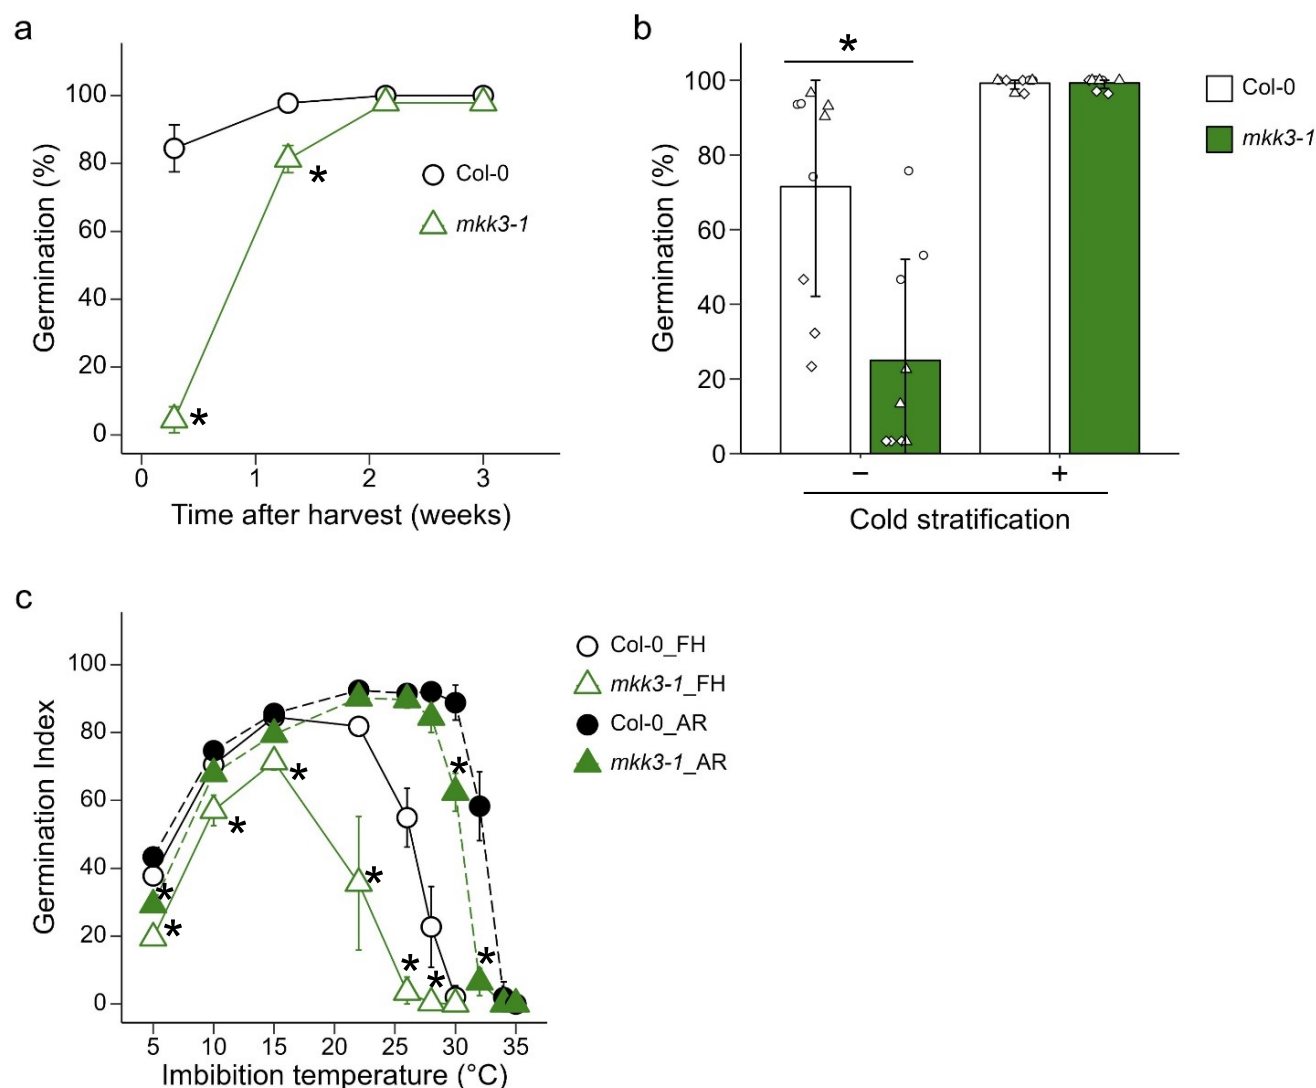 a
100
80
60
40
20
0
Germination (%)
0 1 2 3
Time after harvest (weeks)
Col-0
mkk3-1
*
*
b
100
80
60
40
20
0
Germination (%)
*
− +
Cold stratification
Col-0
mkk3-1
c
100
80
60
40
20
0
Germination Index
5 10 15 20 25 30 35
Imbibition temperature (°C)
Col-0_FH
mkk3-1_FH
Col-0_AR
mkk3-1_AR
*
*
*
*
*
*
*
*
*